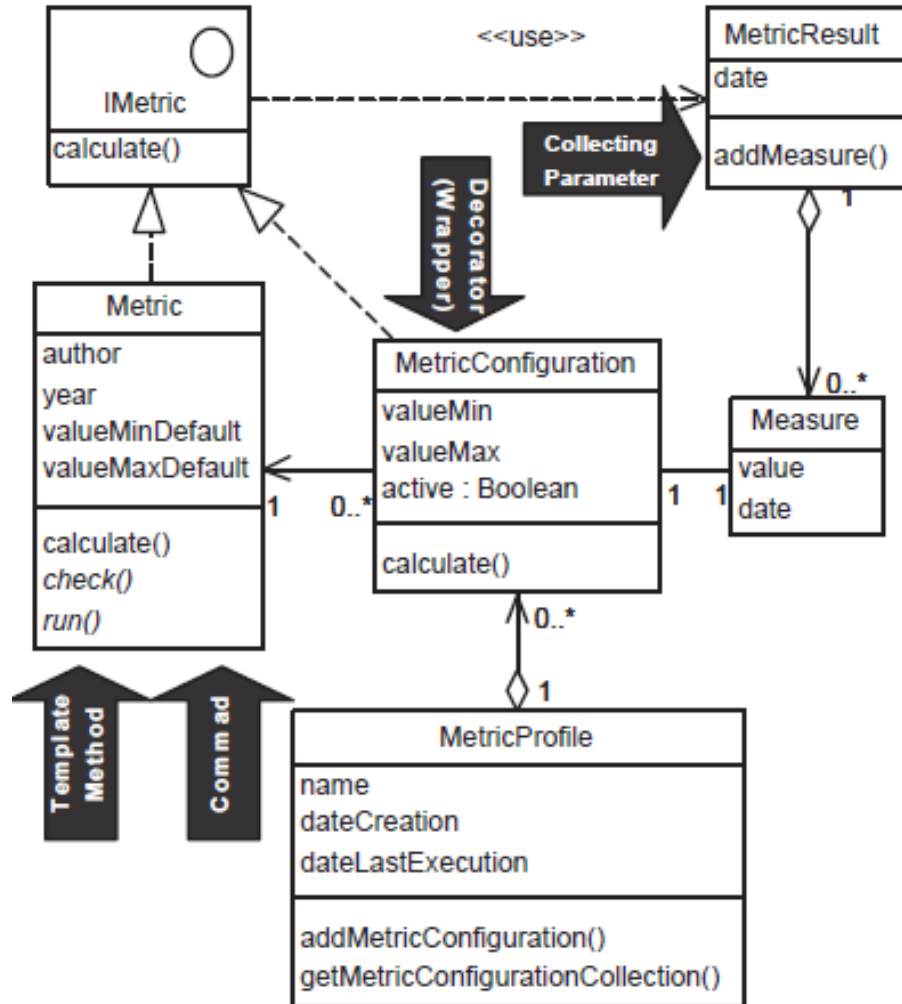 <<use>>
IMetric
calculate()
MetricResult
date
addMeasure()
Collecting
Parameter
1
0..*
Decorator
(Wrapper)
Metric
author
year
valueMinDefault
valueMaxDefault
calculate()
check()
run()
1
0..*
MetricConfiguration
valueMin
valueMax
active : Boolean
calculate()
1
1
Measure
value
date
0..*
1
Template
Method
Commad
MetricProfile
name
dateCreation
dateLastExecution
addMetricConfiguration()
getMetricConfigurationCollection()